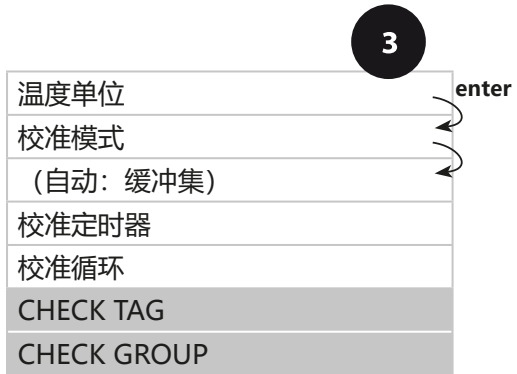 3
温度单位
enter
校准模式
（自动：缓冲集）
校准定时器
校准循环
CHECK TAG
CHECK GROUP